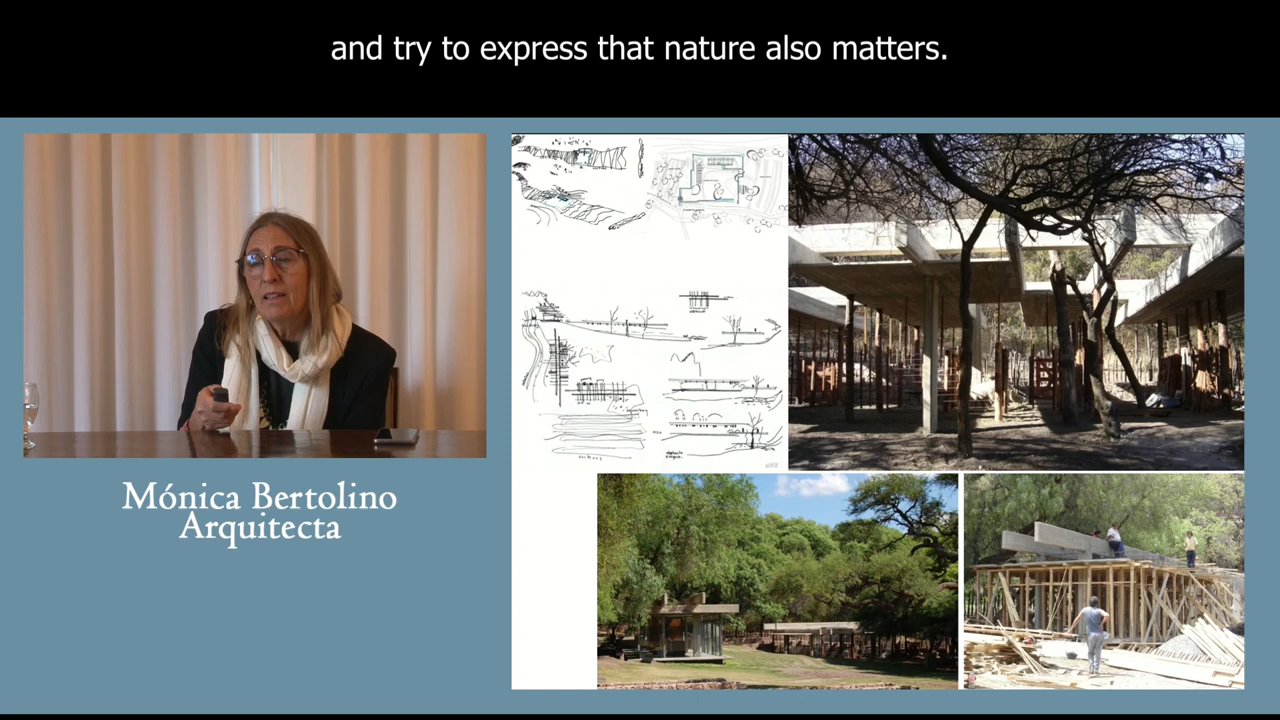 and try to express that nature also matters.
Mónica Bertolino
Arquitecta